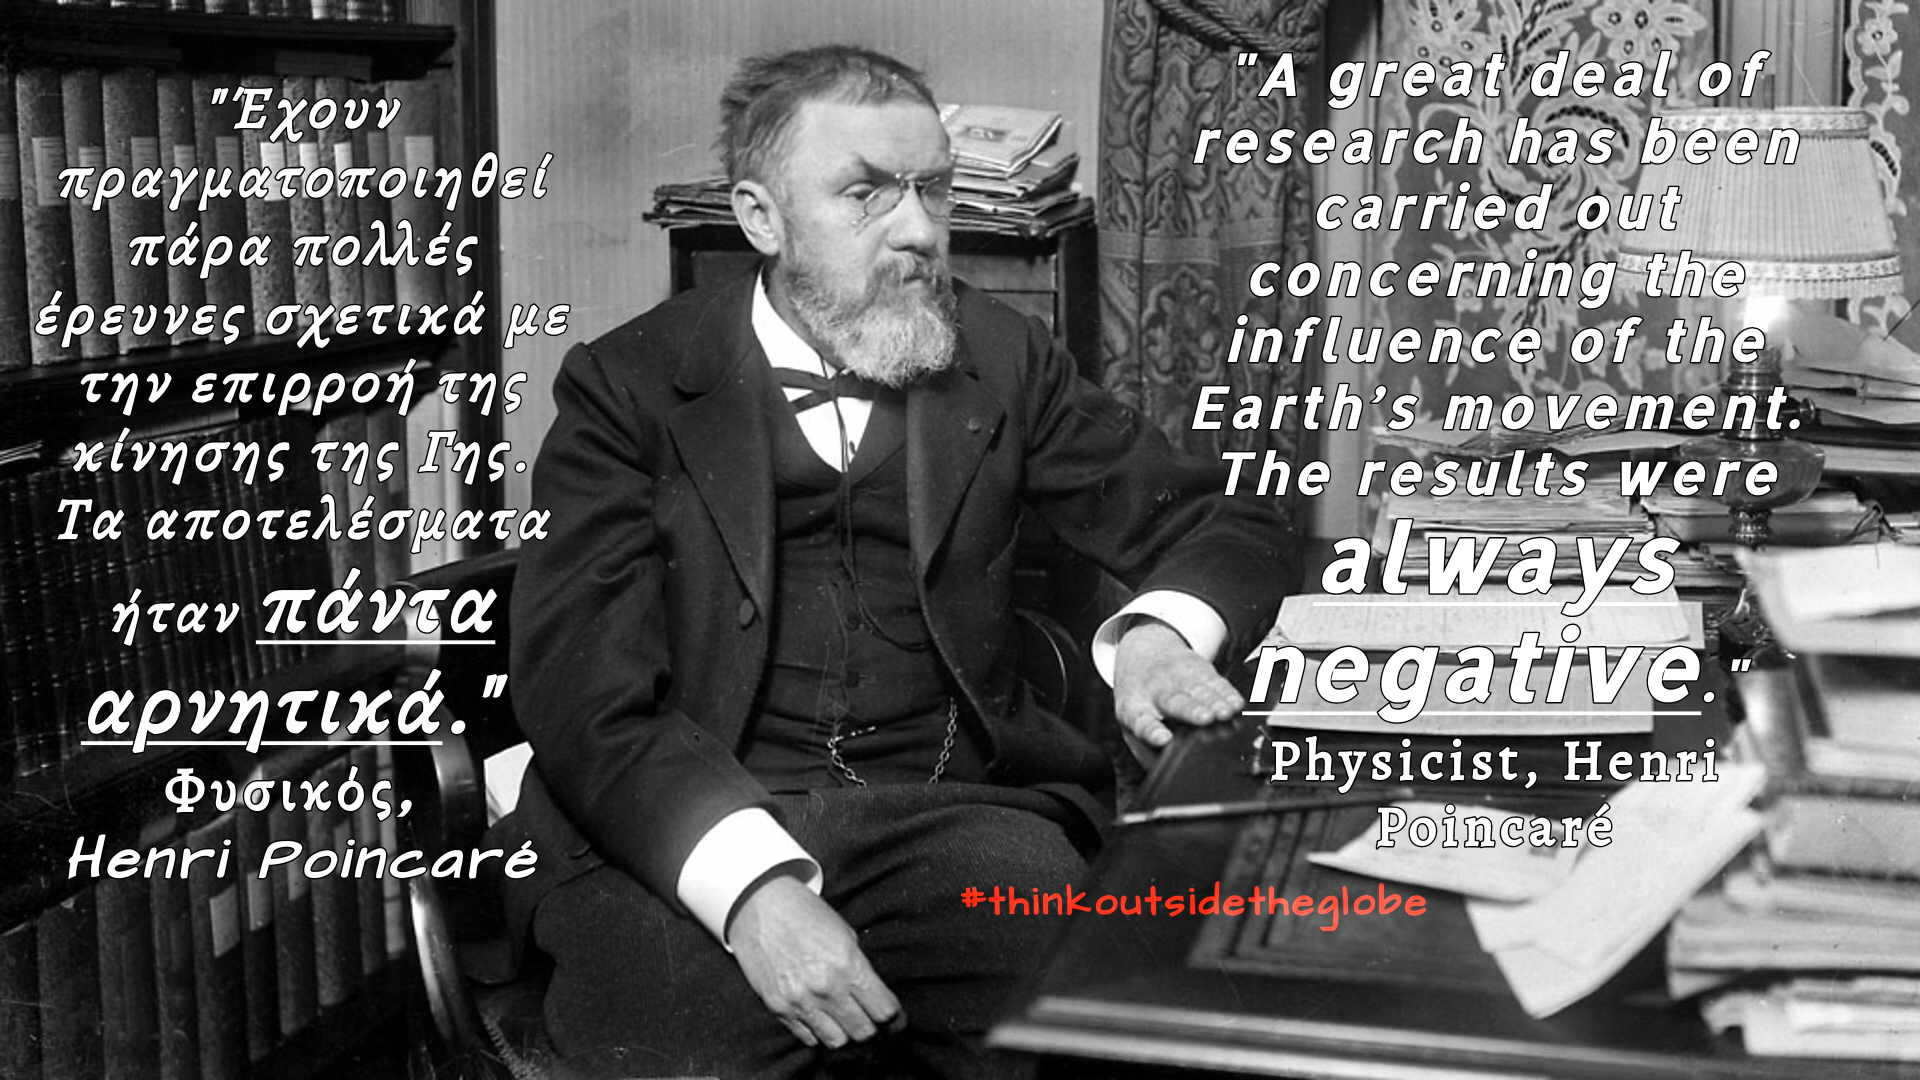 "Έχουν
πραγματοποιηθεί
πάρα πολλές
έρευνες σχετικά με
την επιρροή της
κίνησης της Γης.
Τα αποτελέσματα
ήταν πάντα
αρνητικά."
Φυσικός,
Henri Poincaré
"A great deal of
research has been
carried out
concerning the
influence of the
Earth’s movement.
The results were
always
negative."
Physicist, Henri
Poincaré
#thinkoutsidetheglobe